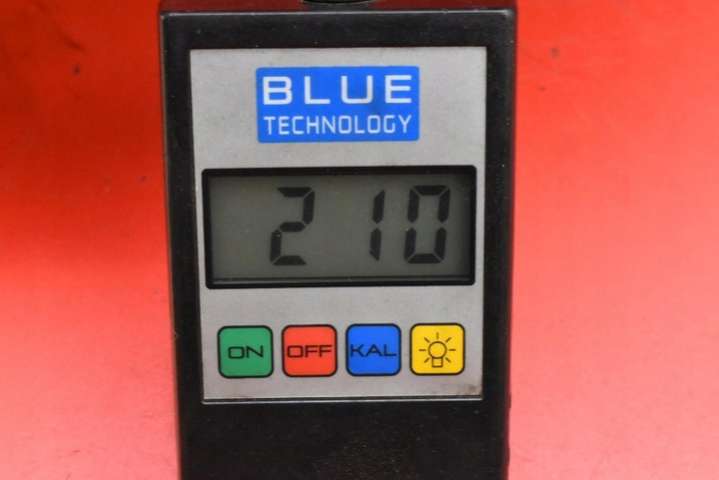 BLUE
TECHNOLOGY
210
ON OFF KAL